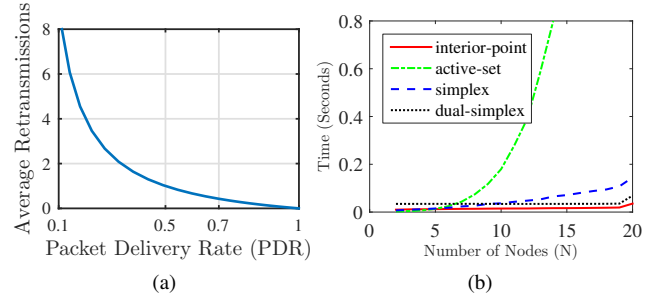 Average Retransmissions
8
6
4
2
0
0.1 0.5 0.7 1
Packet Delivery Rate (PDR)
(a)
Time (Seconds)
0.8
0.6
0.4
0.2
0
interior-point
active-set
simplex
dual-simplex
0 5 10 15 20
Number of Nodes (N)
(b)